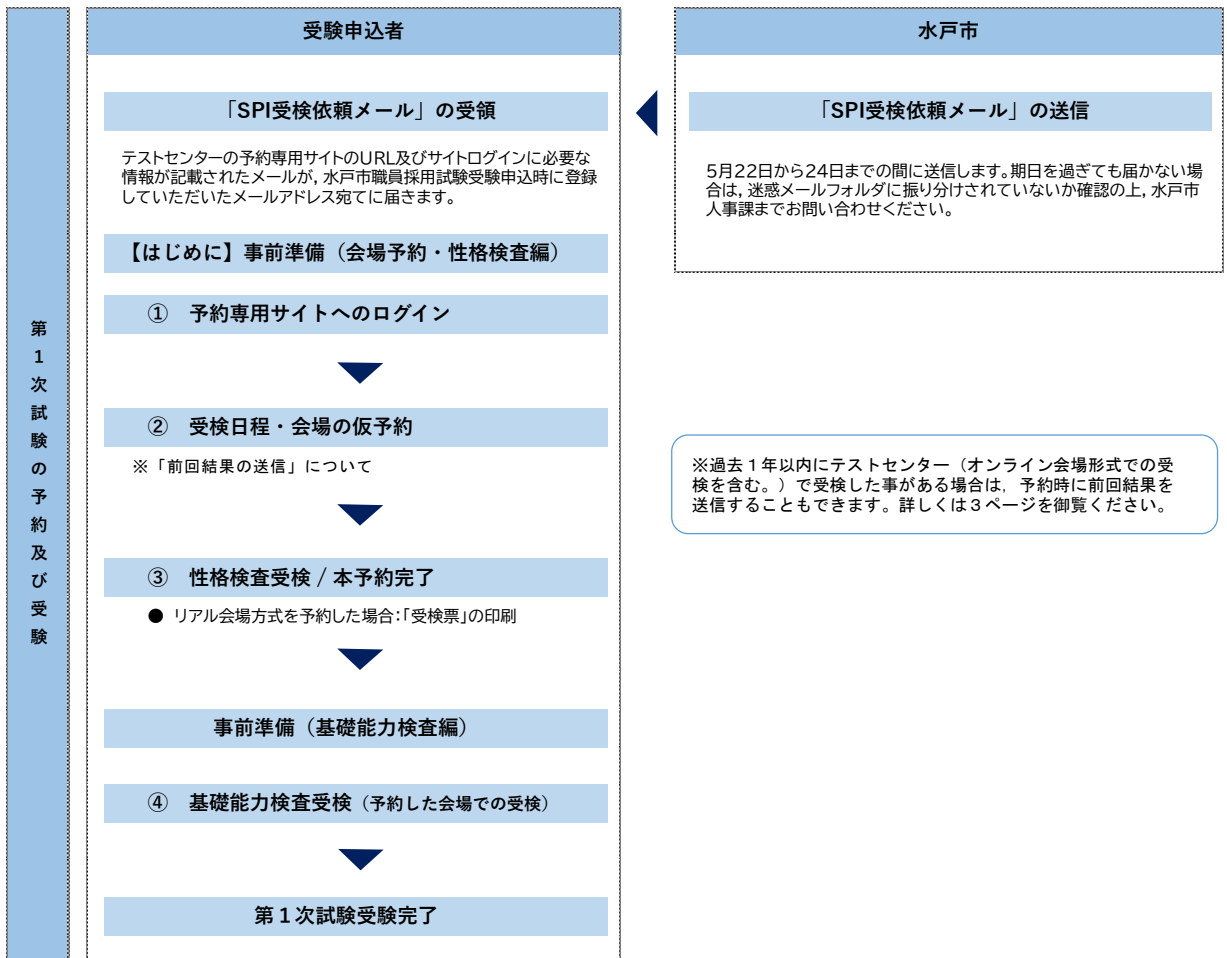 第1次試験の予約及び受験
受験申込者
「SPI受検依頼メール」の受領
テストセンターの予約専用サイトのURL及びサイトログインに必要な
情報が記載されたメールが，水戸市職員採用試験受験申込時に登録
していただいたメールアドレス宛てに届きます。
【はじめに】事前準備（会場予約・性格検査編）
① 予約専用サイトへのログイン
② 受検日程・会場の仮予約
※「前回結果の送信」について
③ 性格検査受検 / 本予約完了
● リアル会場方式を予約した場合：「受検票」の印刷
事前準備（基礎能力検査編）
④ 基礎能力検査受検（予約した会場での受検）
第１次試験受験完了
水戸市
「SPI受検依頼メール」の送信
５月２２日から２４日までの間に送信します。期日を過ぎても届かない場
合は，迷惑メールフォルダに振り分けされていないか確認の上，水戸市
人事課までお問い合わせください。
※過去１年以内にテストセンター（オンライン会場形式での受
検を含む。）で受検した事がある場合は，予約時に前回結果を
送信することもできます。詳しくは３ページを御覧ください。